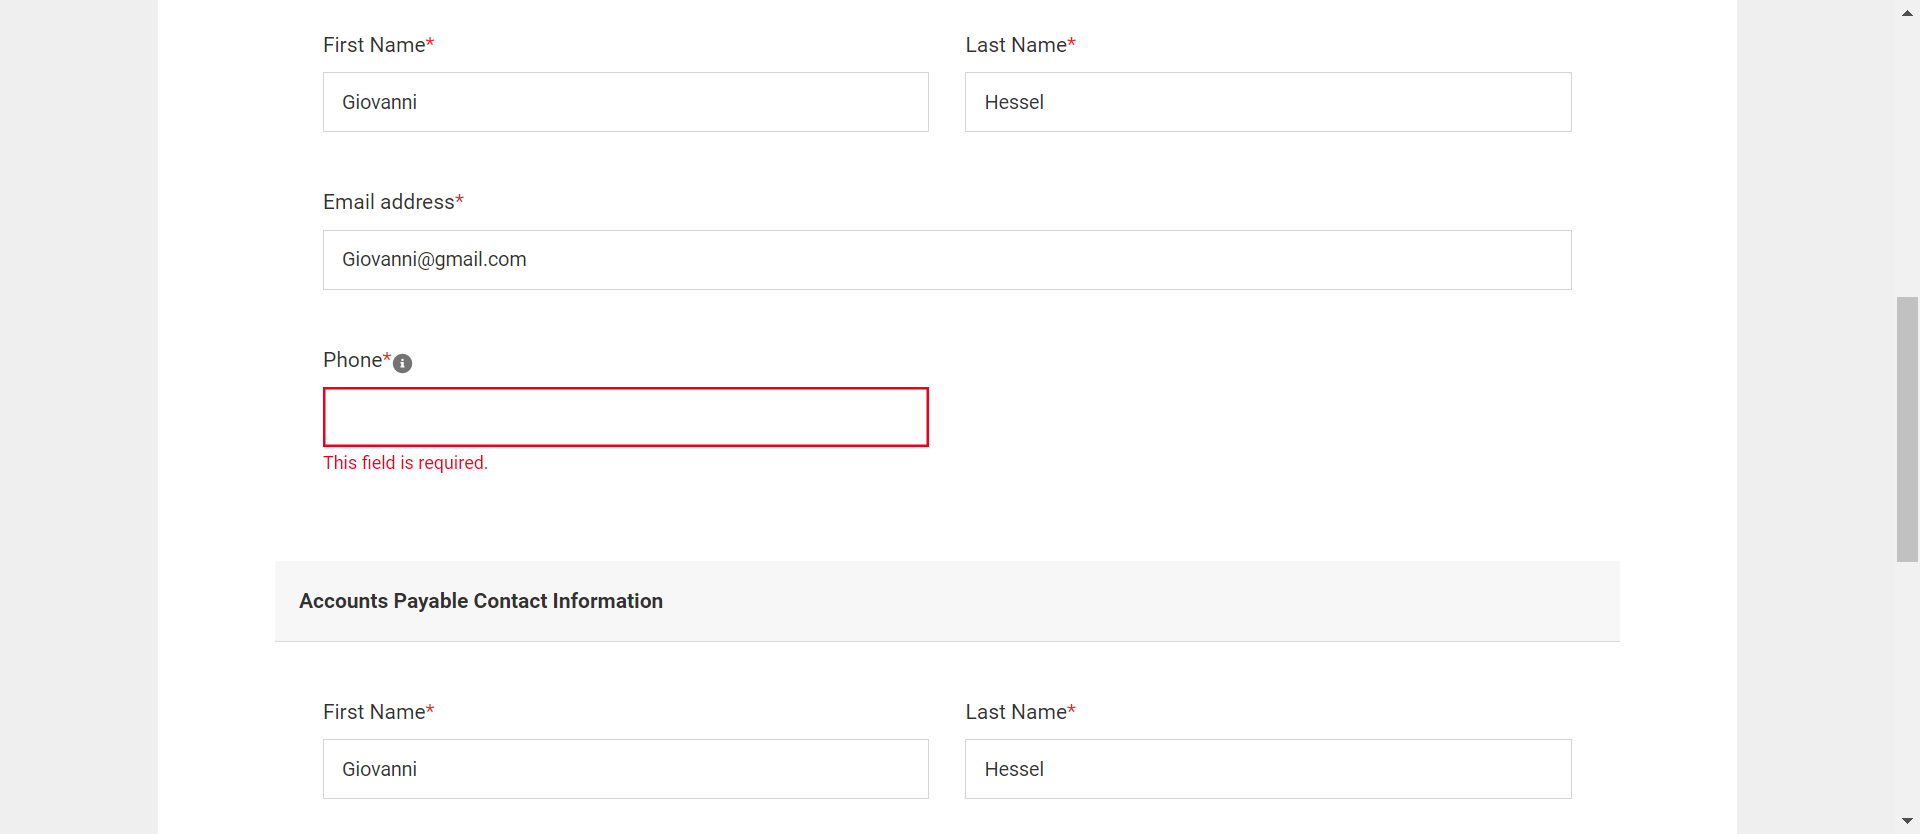 First Name* Last Name*
Giovanni Hessel
Email address*
Giovanni@gmail.com
Phone*
This field is required.
Accounts Payable Contact Information
First Name* Last Name*
Giovanni Hessel